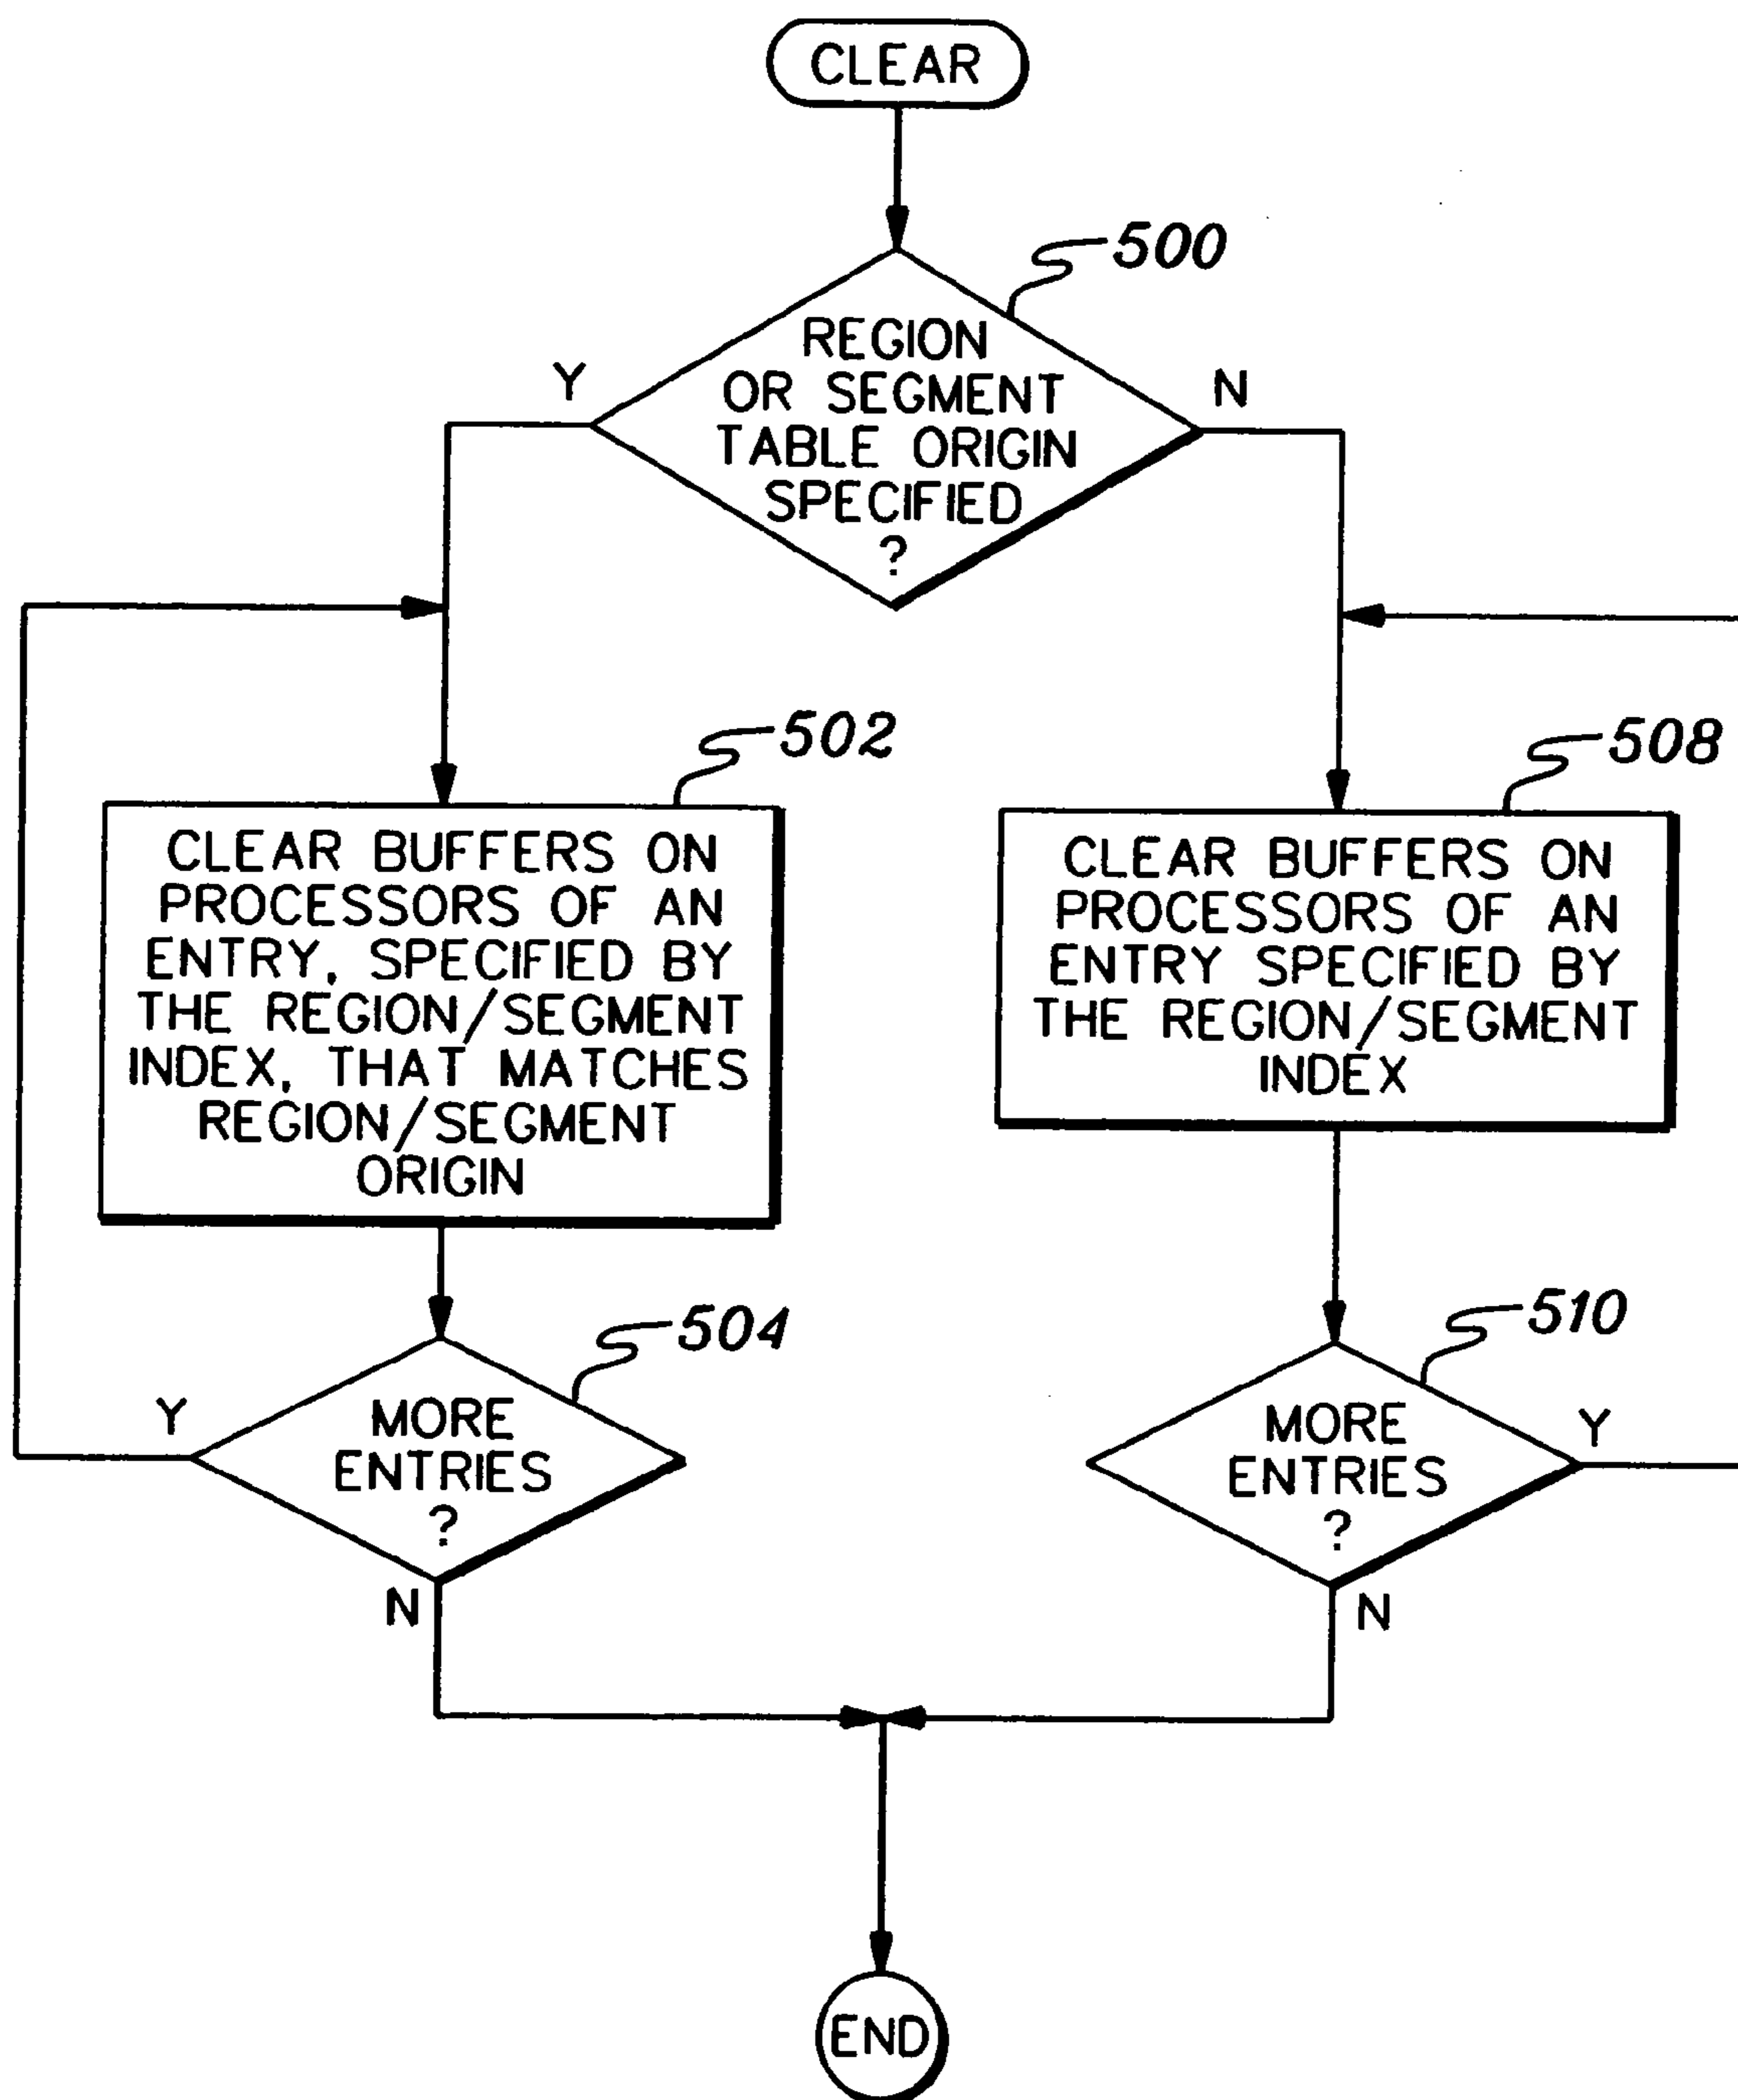 CLEAR
500
REGION
OR SEGMENT
TABLE ORIGIN
SPECIFIED
?
Y
N
502
CLEAR BUFFERS ON
PROCESSORS OF AN
ENTRY, SPECIFIED BY
THE REGION/SEGMENT
INDEX, THAT MATCHES
REGION/SEGMENT
ORIGIN
508
CLEAR BUFFERS ON
PROCESSORS OF AN
ENTRY SPECIFIED BY
THE REGION/SEGMENT
INDEX
504
MORE
ENTRIES
?
Y
N
510
MORE
ENTRIES
?
Y
N
END